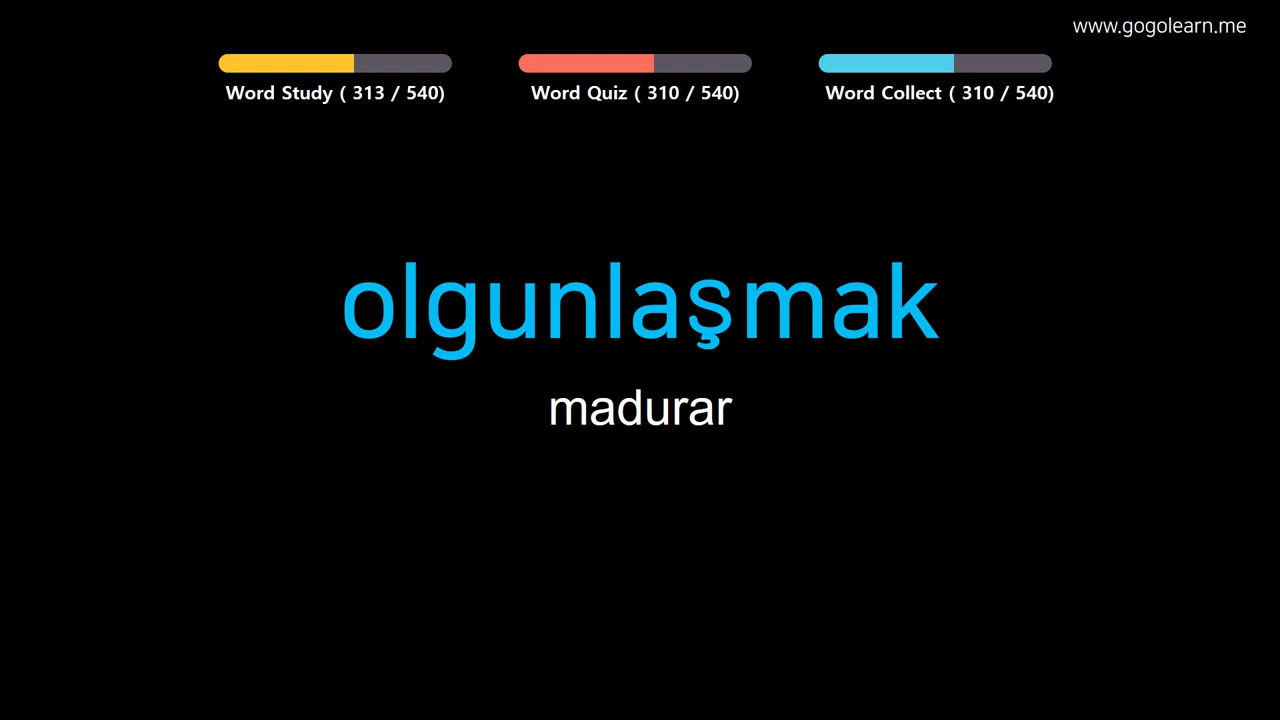 www.gogolearn.me
Word Study ( 313 / 540)
Word Quiz ( 310 / 540)
Word Collect ( 310 / 540)
olgunlaşmak
madurar